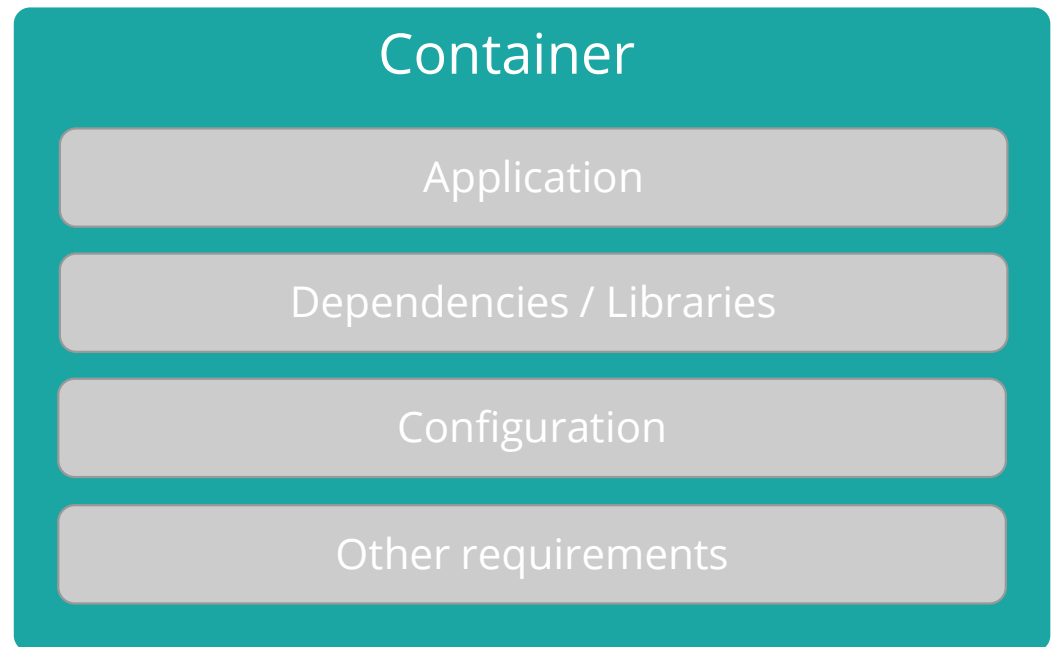 Container
Application
Dependencies / Libraries
Configuration
Other requirements